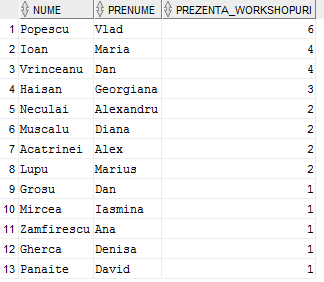 NUME PRENUME PREZENTA_WORKSHOPURI
1 Popescu Vlad 6
2 Ioan Maria 4
3 Vrinceanu Dan 4
4 Haisan Georgiana 3
5 Neculai Alexandru 2
6 Muscalu Diana 2
7 Acatrinei Alex 2
8 Lupu Marius 2
9 Grosu Dan 1
10 Mircea Iasmina 1
11 Zamfirescu Ana 1
12 Gherca Denisa 1
13 Panaite David 1